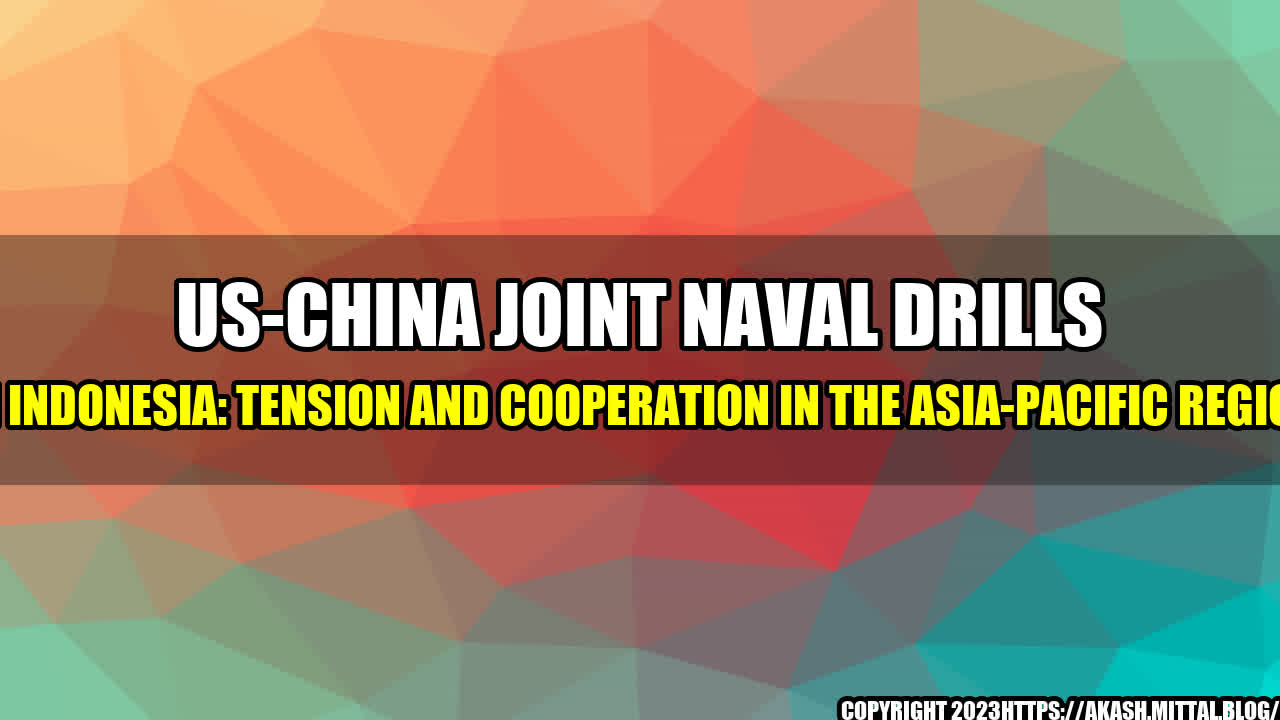 US-CHINA JOINT NAVAL DRILLS
INDONESIA: TENSION AND COOPERATION IN THE ASIA-PACIFIC REGIO
COPYRIGHT 2023HTTPS://AKASH.MITTAL.BLOG/